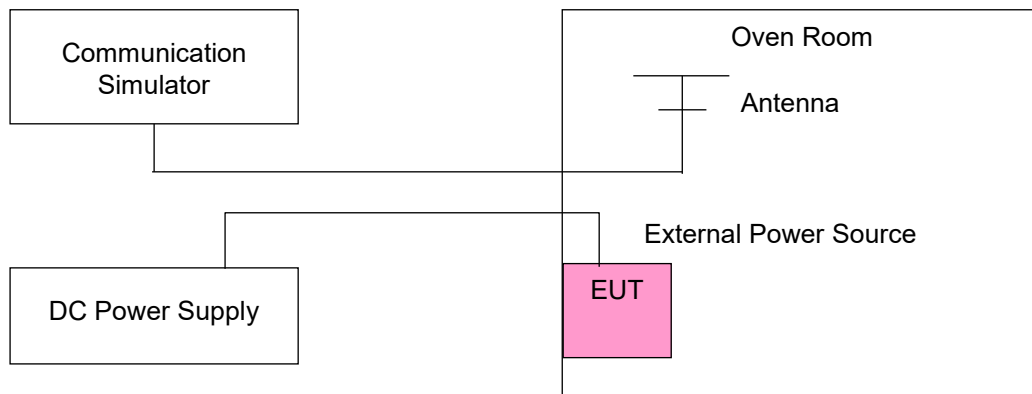 Communication
Simulator
Oven Room
Antenna
External Power Source
DC Power Supply
EUT